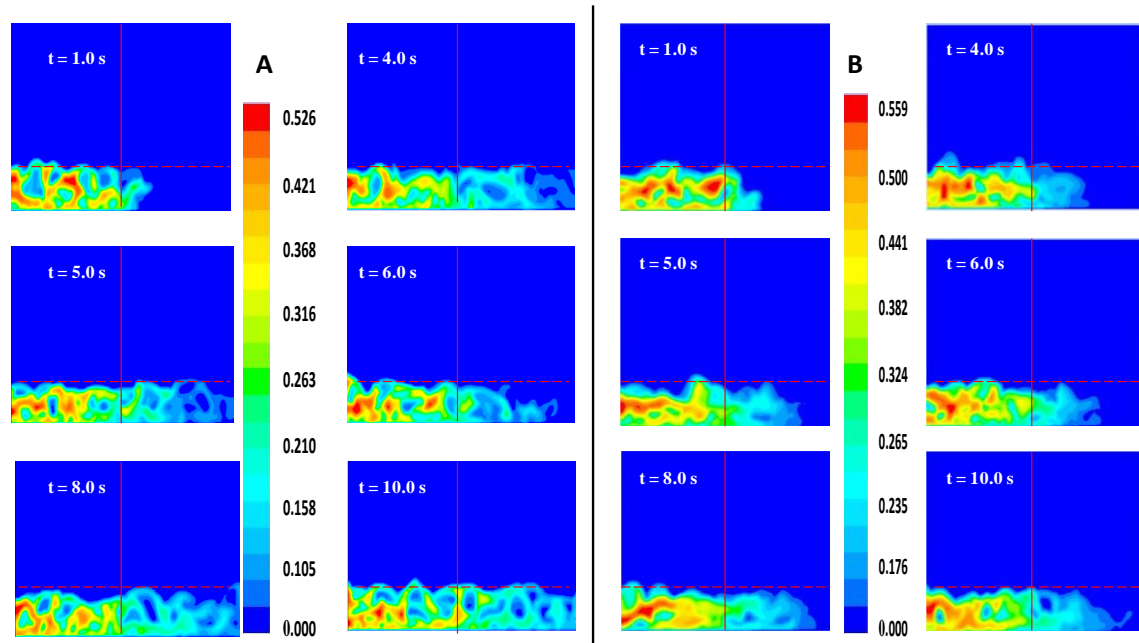 t = 1.0 s
A
t = 4.0 s
0.526
0.421
0.368
0.316
0.263
0.210
0.158
0.105
0.000
t = 5.0 s
t = 6.0 s
t = 8.0 s
t = 10.0 s
t = 1.0 s
B
t = 4.0 s
0.559
0.500
0.441
0.382
0.324
0.265
0.235
0.176
0.000
t = 5.0 s
t = 6.0 s
t = 8.0 s
t = 10.0 s